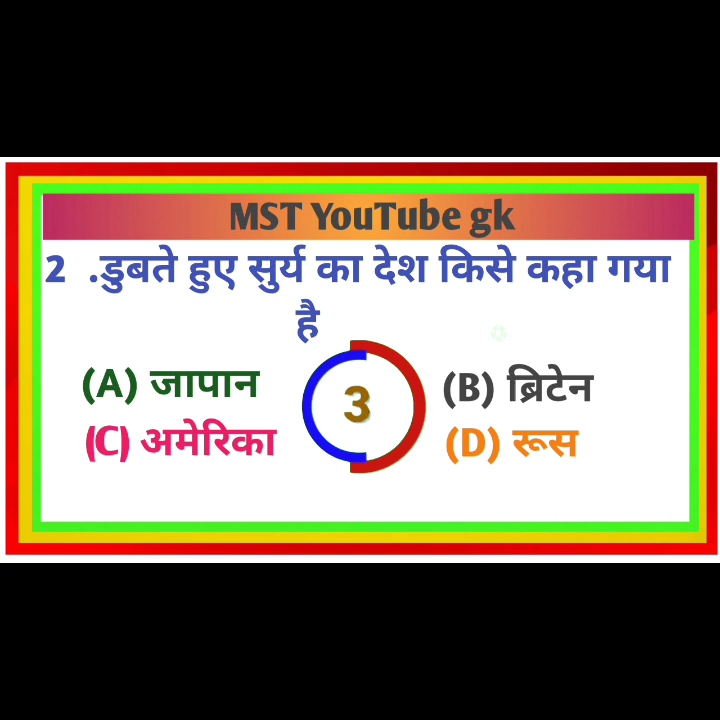 MST YouTube gk
2 .डुबते हुए सुर्य का देश किसे कहा गया
है
(A) जापान
(B) ब्रिटेन
3
(C) अमेरिका
(D) रूस